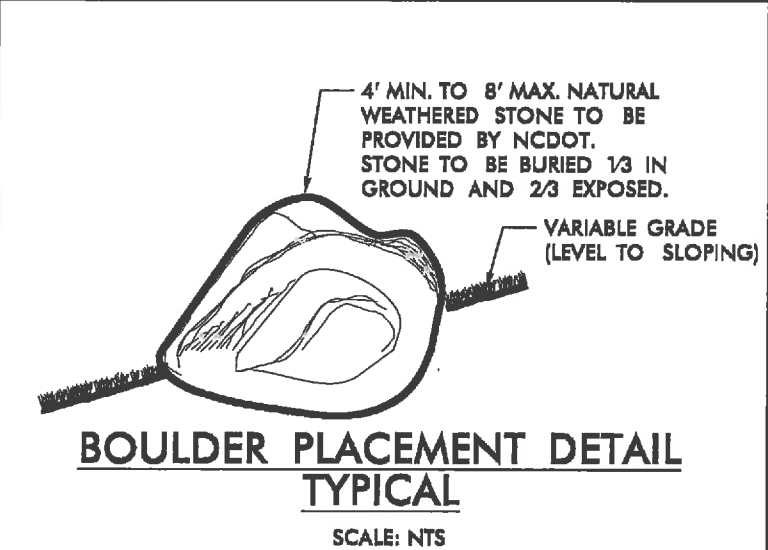 4' MIN. TO 8' MAX. NATURAL
WEATHERED STONE TO BE
PROVIDED BY NCDOT.
STONE TO BE BURIED 1/3 IN
GROUND AND 2/3 EXPOSED.
VARIABLE GRADE
(LEVEL TO SLOPING)
BOULDER PLACEMENT DETAIL
TYPICAL
SCALE: NTS